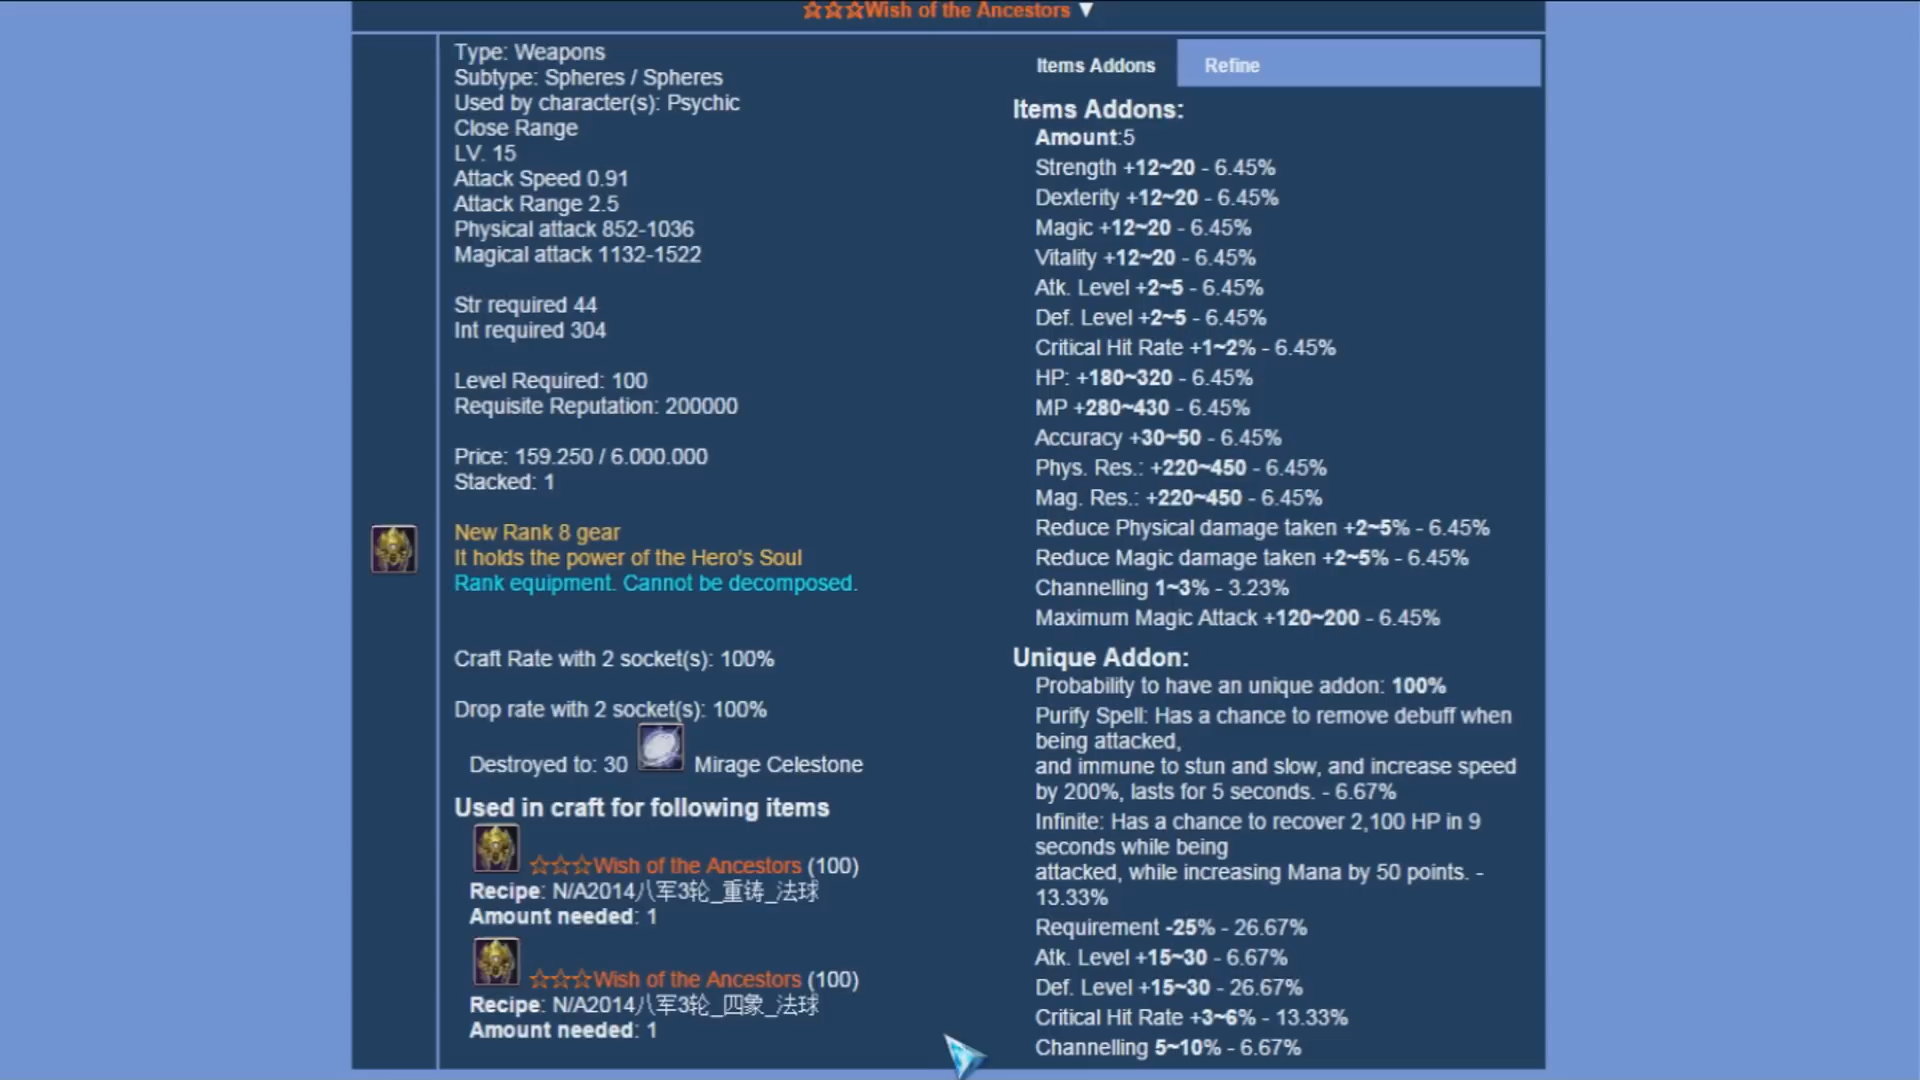 ☆☆☆Wish of the Ancestors ▼
Type: Weapons
Subtype: Spheres / Spheres
Used by character(s): Psychic
Close Range
LV. 15
Attack Speed 0.91
Attack Range 2.5
Physical attack 852-1036
Magical attack 1132-1522
Str required 44
Int required 304
Level Required: 100
Requisite Reputation: 200000
Price: 159.250 / 6.000.000
Stacked: 1
New Rank 8 gear
It holds the power of the Hero's Soul
Rank equipment. Cannot be decomposed.
Craft Rate with 2 socket(s): 100%
Drop rate with 2 socket(s): 100%
Destroyed to: 30 Mirage Celestone
Used in craft for following items
☆☆☆Wish of the Ancestors (100)
Recipe: N/A2014八军3轮_重铸_法球
Amount needed: 1
☆☆☆Wish of the Ancestors (100)
Recipe: N/A2014八军3轮_四象_法球
Amount needed: 1
Items Addons
Refine
Items Addons:
Amount:5
Strength +12~20 - 6.45%
Dexterity +12~20 - 6.45%
Magic +12~20 - 6.45%
Vitality +12~20 - 6.45%
Atk. Level +2~5 - 6.45%
Def. Level +2~5 - 6.45%
Critical Hit Rate +1~2% - 6.45%
HP: +180~320 - 6.45%
MP +280~430 - 6.45%
Accuracy +30~50 - 6.45%
Phys. Res.: +220~450 - 6.45%
Mag. Res.: +220~450 - 6.45%
Reduce Physical damage taken +2~5% - 6.45%
Reduce Magic damage taken +2~5% - 6.45%
Channelling 1~3% - 3.23%
Maximum Magic Attack +120~200 - 6.45%
Unique Addon:
Probability to have an unique addon: 100%
Purify Spell: Has a chance to remove debuff when
being attacked,
and immune to stun and slow, and increase speed
by 200%, lasts for 5 seconds. - 6.67%
Infinite: Has a chance to recover 2,100 HP in 9
seconds while being
attacked, while increasing Mana by 50 points. -
13.33%
Requirement -25% - 26.67%
Atk. Level +15~30 - 6.67%
Def. Level +15~30 - 26.67%
Critical Hit Rate +3~6% - 13.33%
Channelling 5~10% - 6.67%